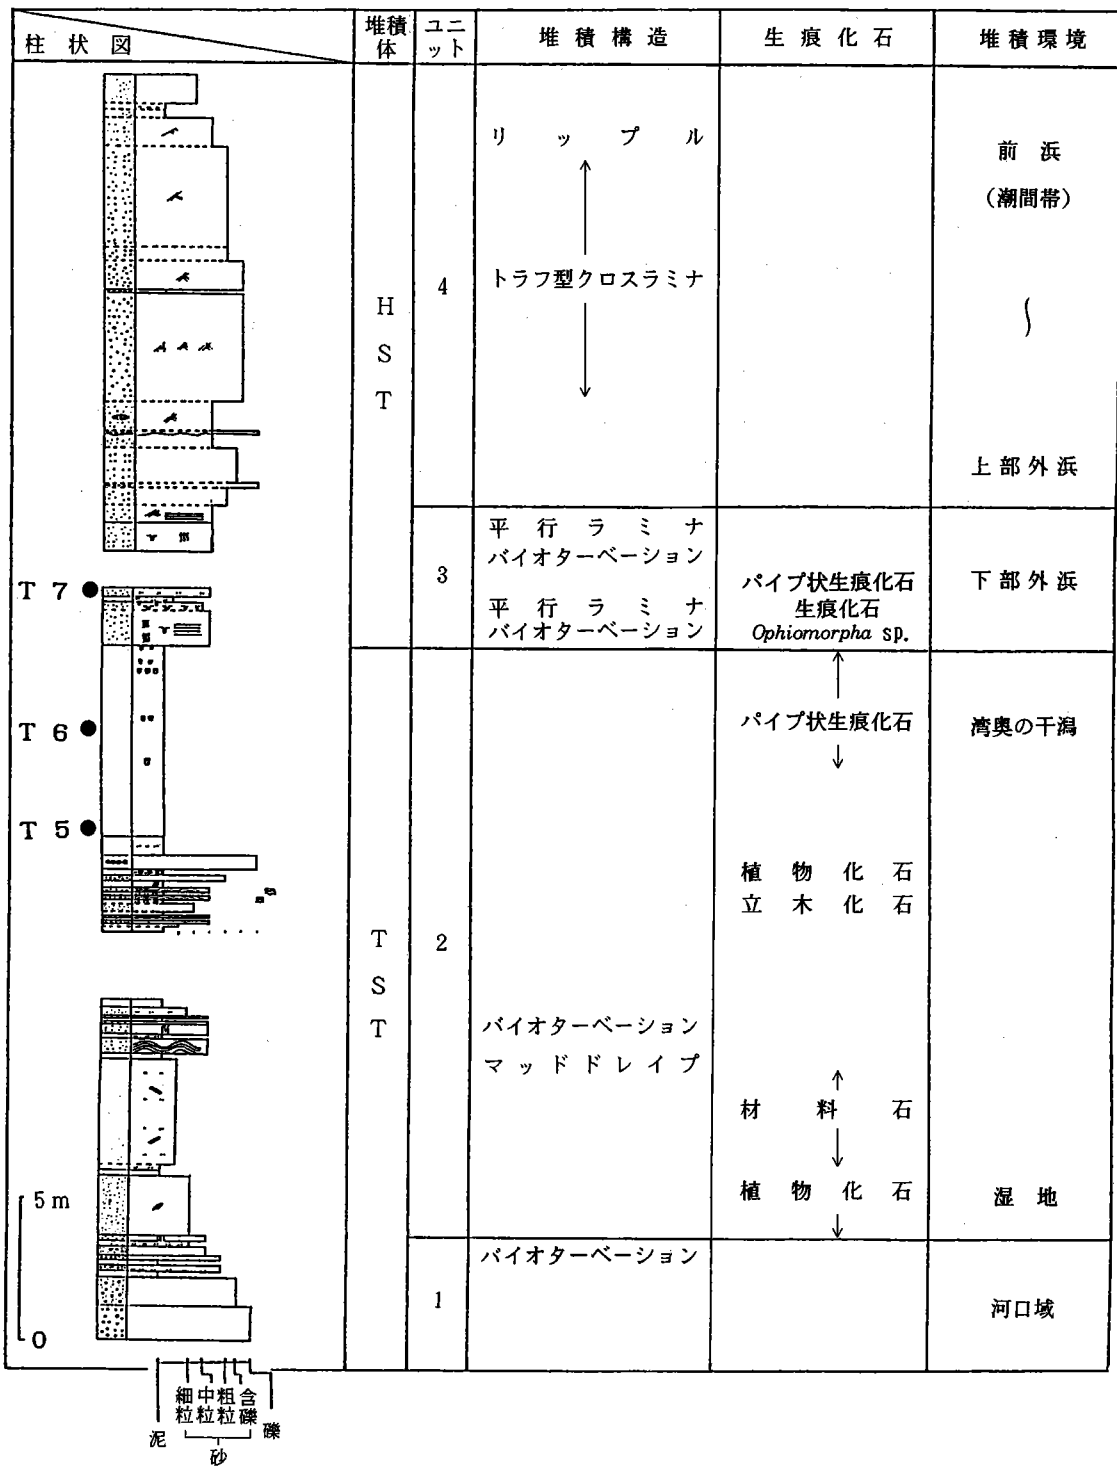 柱状図
堆積体
ユニット
堆積構造
生痕化石
堆積環境
リップル
前浜
(潮間帯)
トラフ型クロスラミナ
4
HST
上部外浜
平行ラミナ
バイオターベーション
3
パイプ状生痕化石
下部外浜
T7
平行ラミナ
生痕化石
バイオターベーション
Ophiomorpha sp.
T6
パイプ状生痕化石
湾奥の干潟
T5
植物化石
立木化石
TST
2
バイオターベーション
マッドドレイプ
材料石
植物化石
湿地
5m
バイオターベーション
1
河口域
0
泥
細粒
中粒
粗粒
含礫
礫
砂